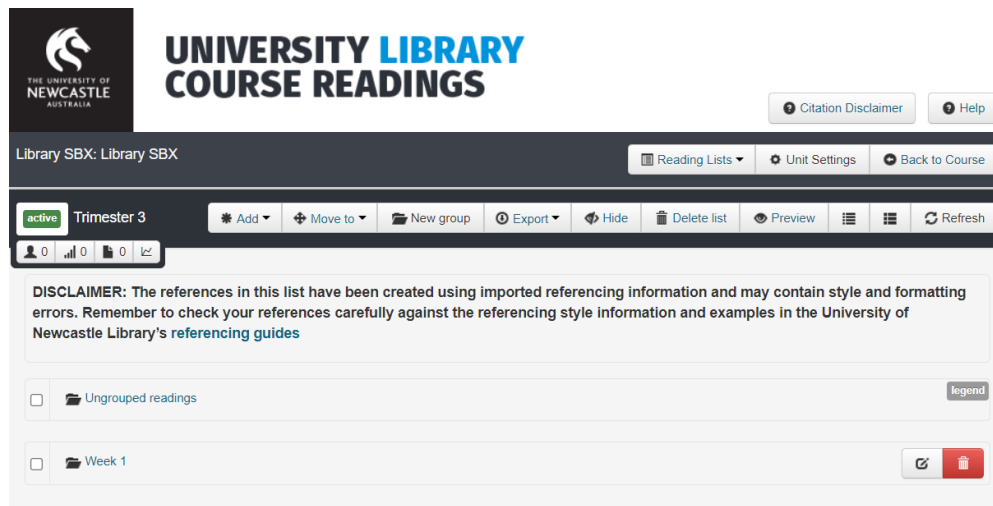 THE UNIVERSITY OF
NEWCASTLE
AUSTRALIA
UNIVERSITY LIBRARY
COURSE READINGS
Citation Disclaimer
Help
Library SBX: Library SBX
Reading Lists
Unit Settings
Back to Course
active
Trimester 3
Add
Move to
New group
Export
Hide
Delete list
Preview
Refresh
0
0
0
DISCLAIMER: The references in this list have been created using imported referencing information and may contain style and formatting
errors. Remember to check your references carefully against the referencing style information and examples in the University of
Newcastle Library’s referencing guides
Ungrouped readings
legend
Week 1